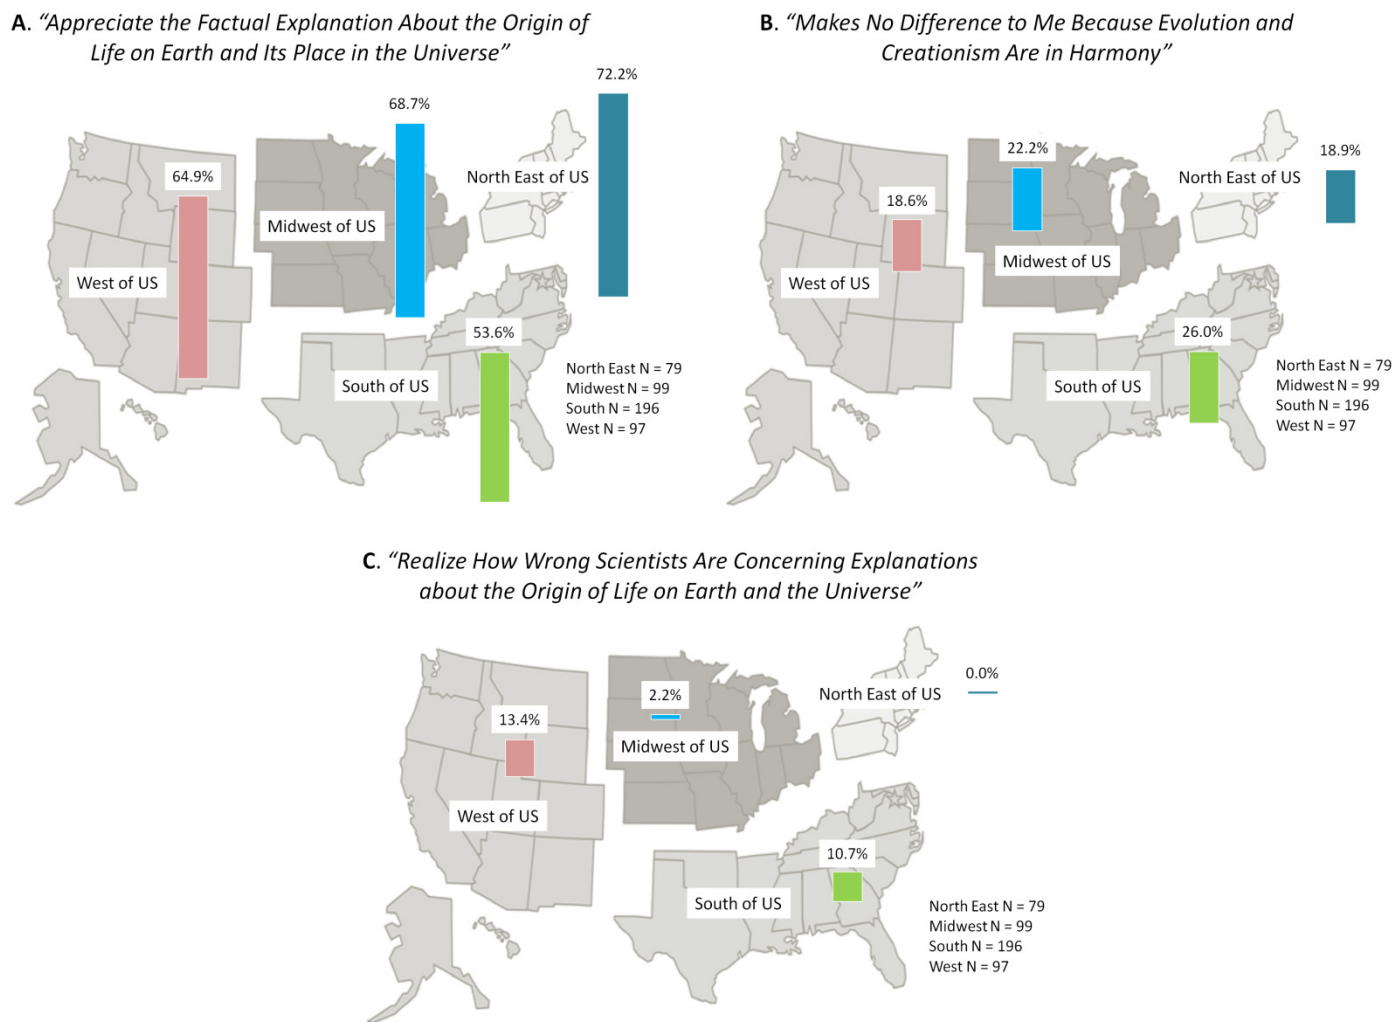 A. “Appreciate the Factual Explanation About the Origin of
Life on Earth and Its Place in the Universe”
72.2%
68.7%
64.9%
North East of US
Midwest of US
West of US
53.6%
South of US
North East N = 79
Midwest N = 99
South N = 196
West N = 97
B. “Makes No Difference to Me Because Evolution and
Creationism Are in Harmony”
22.2%
18.9%
North East of US
18.6%
Midwest of US
West of US
26.0%
South of US
North East N = 79
Midwest N = 99
South N = 196
West N = 97
C. “Realize How Wrong Scientists Are Concerning Explanations
about the Origin of Life on Earth and the Universe”
0.0%
North East of US
2.2%
13.4%
Midwest of US
West of US
10.7%
South of US
North East N = 79
Midwest N = 99
South N = 196
West N = 97